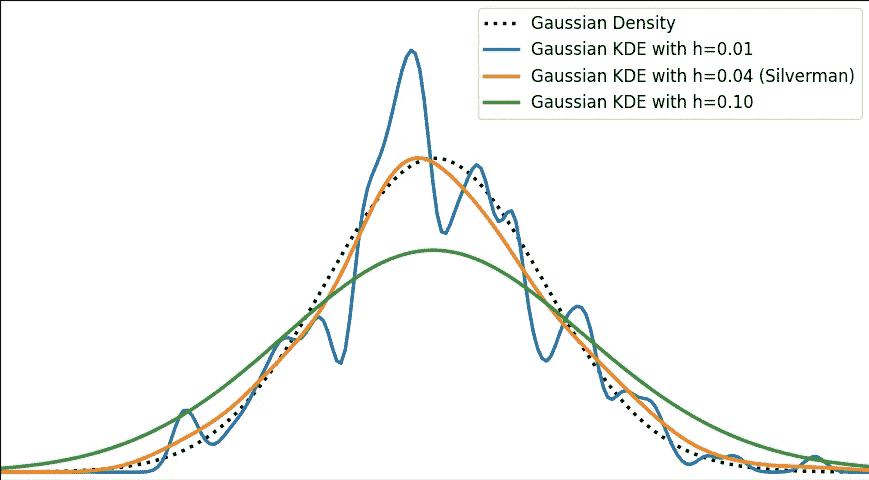 Gaussian Density
Gaussian KDE with h=0.01
Gaussian KDE with h=0.04 (Silverman)
Gaussian KDE with h=0.10